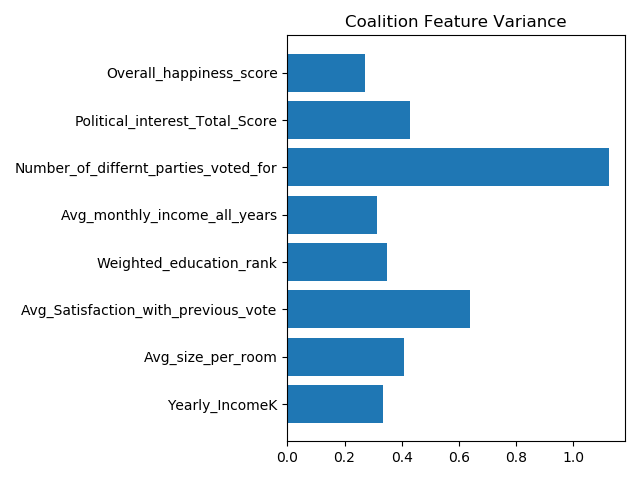 Coalition Feature Variance
Overall_happiness_score
Political_interest_Total_Score
Number_of_differnt_parties_voted_for
Avg_monthly_income_all_years
Weighted_education_rank
Avg_Satisfaction_with_previous_vote
Avg_size_per_room
Yearly_IncomeK
0.0 0.2 0.4 0.6 0.8 1.0